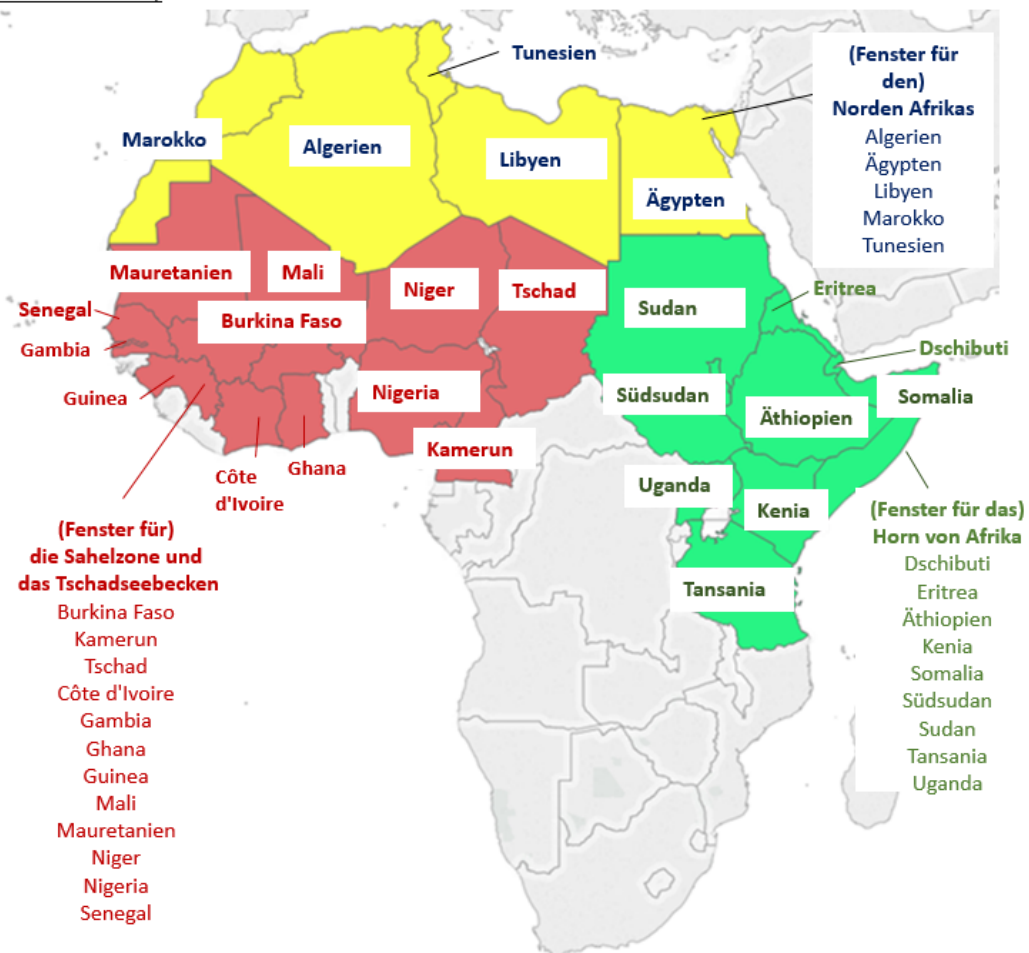 Tunesien
(Fenster für
den)
Norden Afrikas
Algerien
Ägypten
Libyen
Marokko
Tunesien
Marokko
Algerien
Libyen
Ägypten
Mauretanien
Mali
Niger
Tschad
Senegal
Burkina Faso
Gambia
Guinea
Nigeria
Kamerun
Ghana
Côte
d'Ivoire
Sudan
Eritrea
Dschibuti
Südsudan
Äthiopien
Somalia
Uganda
Kenia
Tansania
(Fenster für)
die Sahelzone und
das Tschadseebecken
Burkina Faso
Kamerun
Tschad
Côte d'Ivoire
Gambia
Ghana
Guinea
Mali
Mauretanien
Niger
Nigeria
Senegal
(Fenster für das)
Horn von Afrika
Dschibuti
Eritrea
Äthiopien
Kenia
Somalia
Südsudan
Sudan
Tansania
Uganda